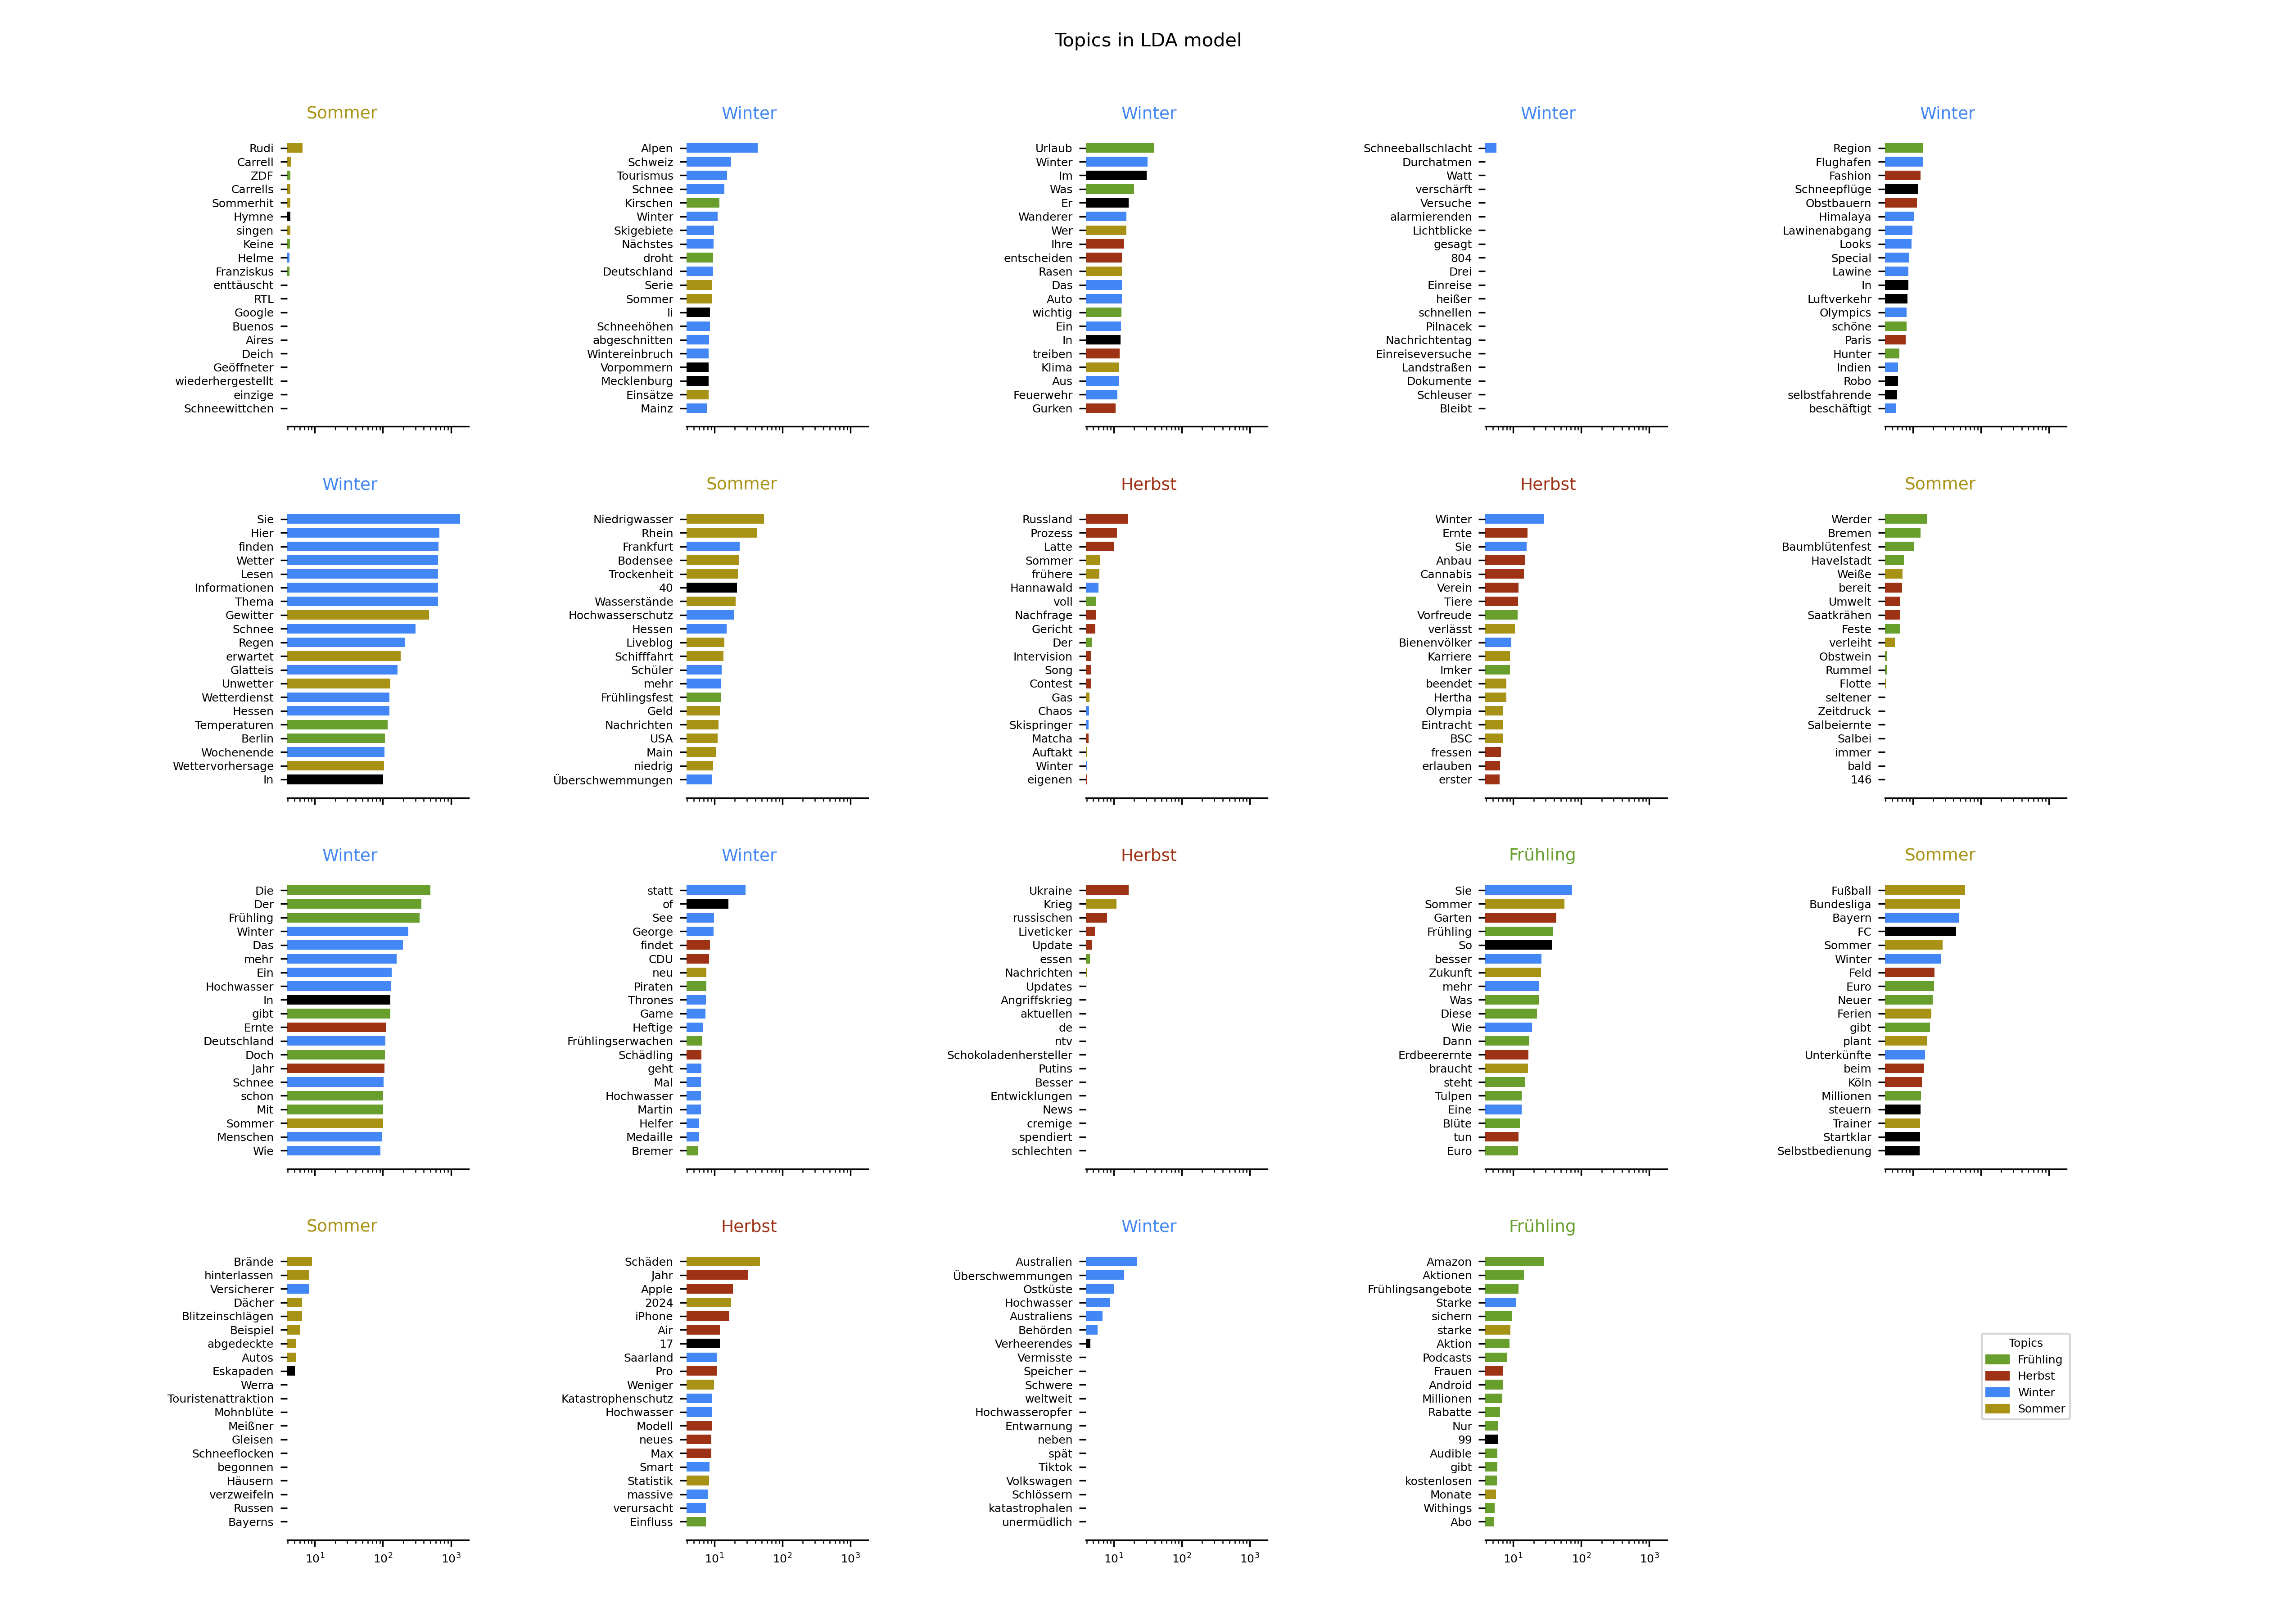 Topics in LDA model
Sommer
Rudi
Carrell
ZDF
Carrells
Sommerhit
Hymne
singen
Keine
Helme
Franziskus
enttäuscht
RTL
Google
Buenos
Aires
Deich
Geöffneter
wiederhergestellt
einzige
Schneewittchen
Winter
Alpen
Schweiz
Tourismus
Schnee
Kirschen
Winter
Skigebiete
Nächstes
droht
Deutschland
Serie
Sommer
li
Schneehöhen
abgeschnitten
Wintereinbruch
Vorpommern
Mecklenburg
Einsätze
Mainz
Winter
Urlaub
Winter
Im
Was
Er
Wanderer
Wer
Ihre
entscheiden
Rasen
Das
Auto
wichtig
Ein
In
treiben
Klima
Aus
Feuerwehr
Gurken
Winter
Schneeballschlacht
Durchatmen
Watt
verschärft
Versuche
alarmierenden
Lichtblicke
gesagt
804
Drei
Einreise
heißer
schnellen
Pilnacek
Nachrichtentag
Einreiseversuche
Landstraßen
Dokumente
Schleuser
Bleibt
Winter
Region
Flughafen
Fashion
Schneepflüge
Obstbauern
Himalaya
Lawinenabgang
Looks
Special
Lawine
In
Luftverkehr
Olympics
schöne
Paris
Hunter
Indien
Robo
selbstfahrende
beschäftigt
Winter
Sie
Hier
finden
Wetter
Lesen
Informationen
Thema
Gewitter
Schnee
Regen
erwartet
Glatteis
Unwetter
Wetterdienst
Hessen
Temperaturen
Berlin
Wochenende
Wettervorhersage
In
Sommer
Niedrigwasser
Rhein
Frankfurt
Bodensee
Trockenheit
40
Wasserstände
Hochwasserschutz
Hessen
Liveblog
Schifffahrt
Schüler
mehr
Frühlingsfest
Geld
Nachrichten
USA
Main
niedrig
Überschwemmungen
Herbst
Russland
Prozess
Latte
Sommer
frühere
Hannawald
voll
Nachfrage
Gericht
Der
Intervision
Song
Contest
Gas
Chaos
Skispringer
Matcha
Auftakt
Winter
eigenen
Herbst
Winter
Ernte
Sie
Anbau
Cannabis
Verein
Tiere
Vorfreude
verlässt
Bienenvölker
Karriere
Imker
beendet
Hertha
Olympia
Eintracht
BSC
fressen
erlauben
erster
Sommer
Werder
Bremen
Baumblütenfest
Havelstadt
Weiße
bereit
Umwelt
Saatkrähen
Feste
verleiht
Obstwein
Rummel
Flotte
seltener
Zeitdruck
Salbeiernte
Salbei
immer
bald
146
Winter
Die
Der
Frühling
Winter
Das
mehr
Ein
Hochwasser
In
gibt
Ernte
Deutschland
Doch
Jahr
Schnee
schon
Mit
Sommer
Menschen
Wie
Winter
statt
of
See
George
findet
CDU
neu
Piraten
Thrones
Game
Heftige
Frühlingserwachen
Schädling
geht
Mal
Hochwasser
Martin
Helfer
Medaille
Bremer
Herbst
Ukraine
Krieg
russischen
Liveticker
Update
essen
Nachrichten
Updates
Angriffskrieg
aktuellen
de
ntv
Schokoladenhersteller
Putins
Besser
Entwicklungen
News
cremige
spendiert
schlechten
Frühling
Sie
Sommer
Garten
Frühling
So
besser
Zukunft
mehr
Was
Diese
Wie
Dann
Erdbeerernte
braucht
steht
Tulpen
Eine
Blüte
tun
Euro
Sommer
Fußball
Bundesliga
Bayern
FC
Sommer
Winter
Feld
Euro
Neuer
Ferien
gibt
plant
Unterkünfte
beim
Köln
Millionen
steuern
Trainer
Startklar
Selbstbedienung
Sommer
Brände
hinterlassen
Versicherer
Dächer
Blitzeinschlägen
Beispiel
abgedeckte
Autos
Eskapaden
Werra
Touristenattraktion
Mohnblüte
Meißner
Gleisen
Schneeflocken
begonnen
Häusern
verzweifeln
Russen
Bayerns
10¹ 10² 10³
Herbst
Schäden
Jahr
Apple
2024
iPhone
Air
17
Saarland
Pro
Weniger
Katastrophenschutz
Hochwasser
Modell
neues
Max
Smart
Statistik
massive
verursacht
Einfluss
10¹ 10² 10³
Winter
Australien
Überschwemmungen
Ostküste
Hochwasser
Australiens
Behörden
Verheerendes
Vermisste
Speicher
Schwere
weltweit
Hochwasseropfer
Entwarnung
neben
spät
Tiktok
Volkswagen
Schlössern
katastrophalen
unermüdlich
10¹ 10² 10³
Frühling
Amazon
Aktionen
Frühlingsangebote
Starke
sichern
starke
Aktion
Podcasts
Frauen
Android
Millionen
Rabatte
Nur
99
Audible
gibt
kostenlosen
Monate
Withings
Abo
10¹ 10² 10³
Topics
Frühling
Herbst
Winter
Sommer